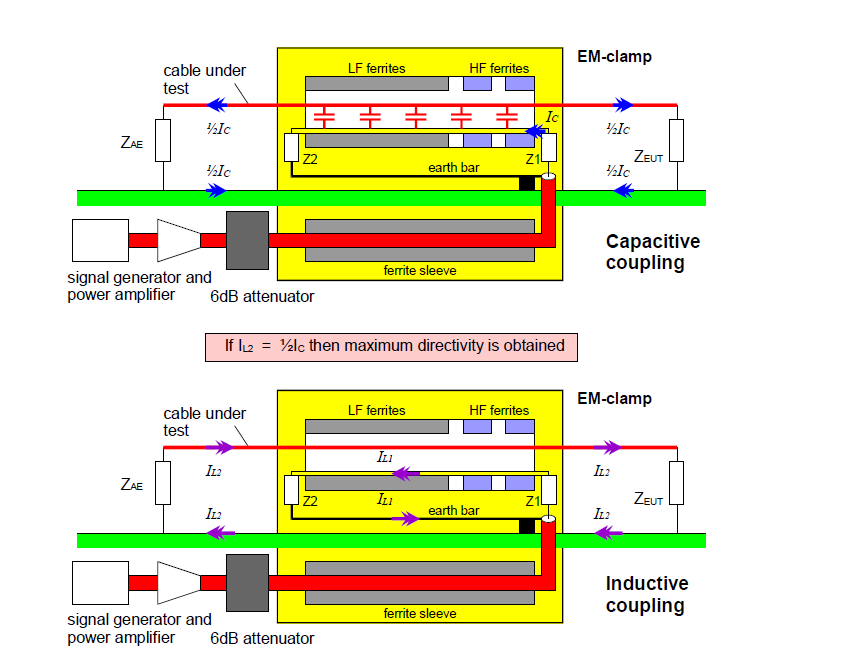 EM-clamp
LF ferrites
HF ferrites
cable under
test
IC
½IC
½IC
ZAE
Z2
Z1
ZEUT
earth bar
½IC
½IC
Capacitive
coupling
ferrite sleeve
signal generator and
power amplifier
6dB attenuator
If IL2 = ½IC then maximum directivity is obtained
EM-clamp
LF ferrites
HF ferrites
cable under
test
IL1
IL2
IL2
ZAE
Z2
IL1
Z1
ZEUT
earth bar
IL2
IL2
Inductive
coupling
ferrite sleeve
signal generator and
power amplifier
6dB attenuator